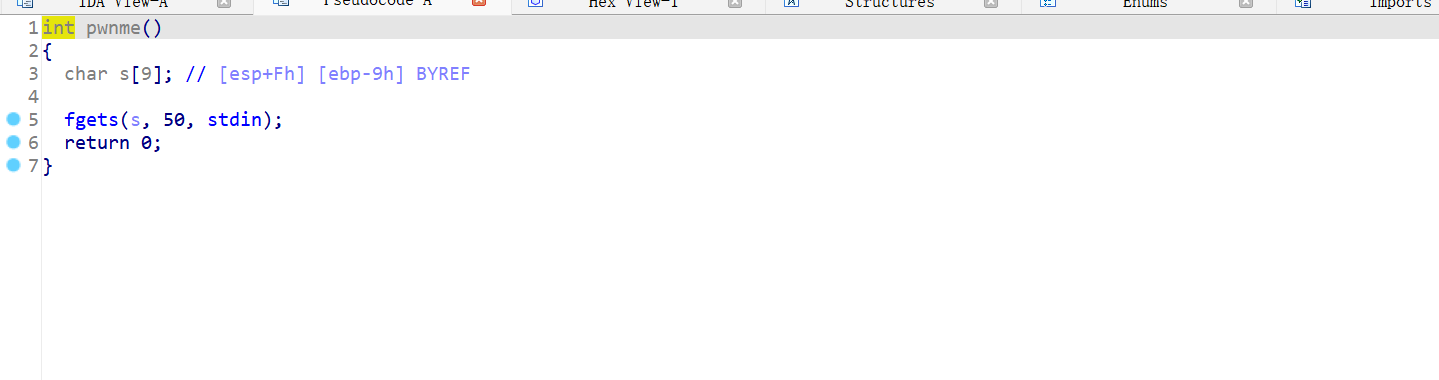 IDA View-A Pseudocode-A Hex View-1 Structures Enums Imports
1 int pwnme()
2 {
3 char s[9]; // [esp+Fh] [ebp-9h] BYREF
4
5 fgets(s, 50, stdin);
6 return 0;
7 }